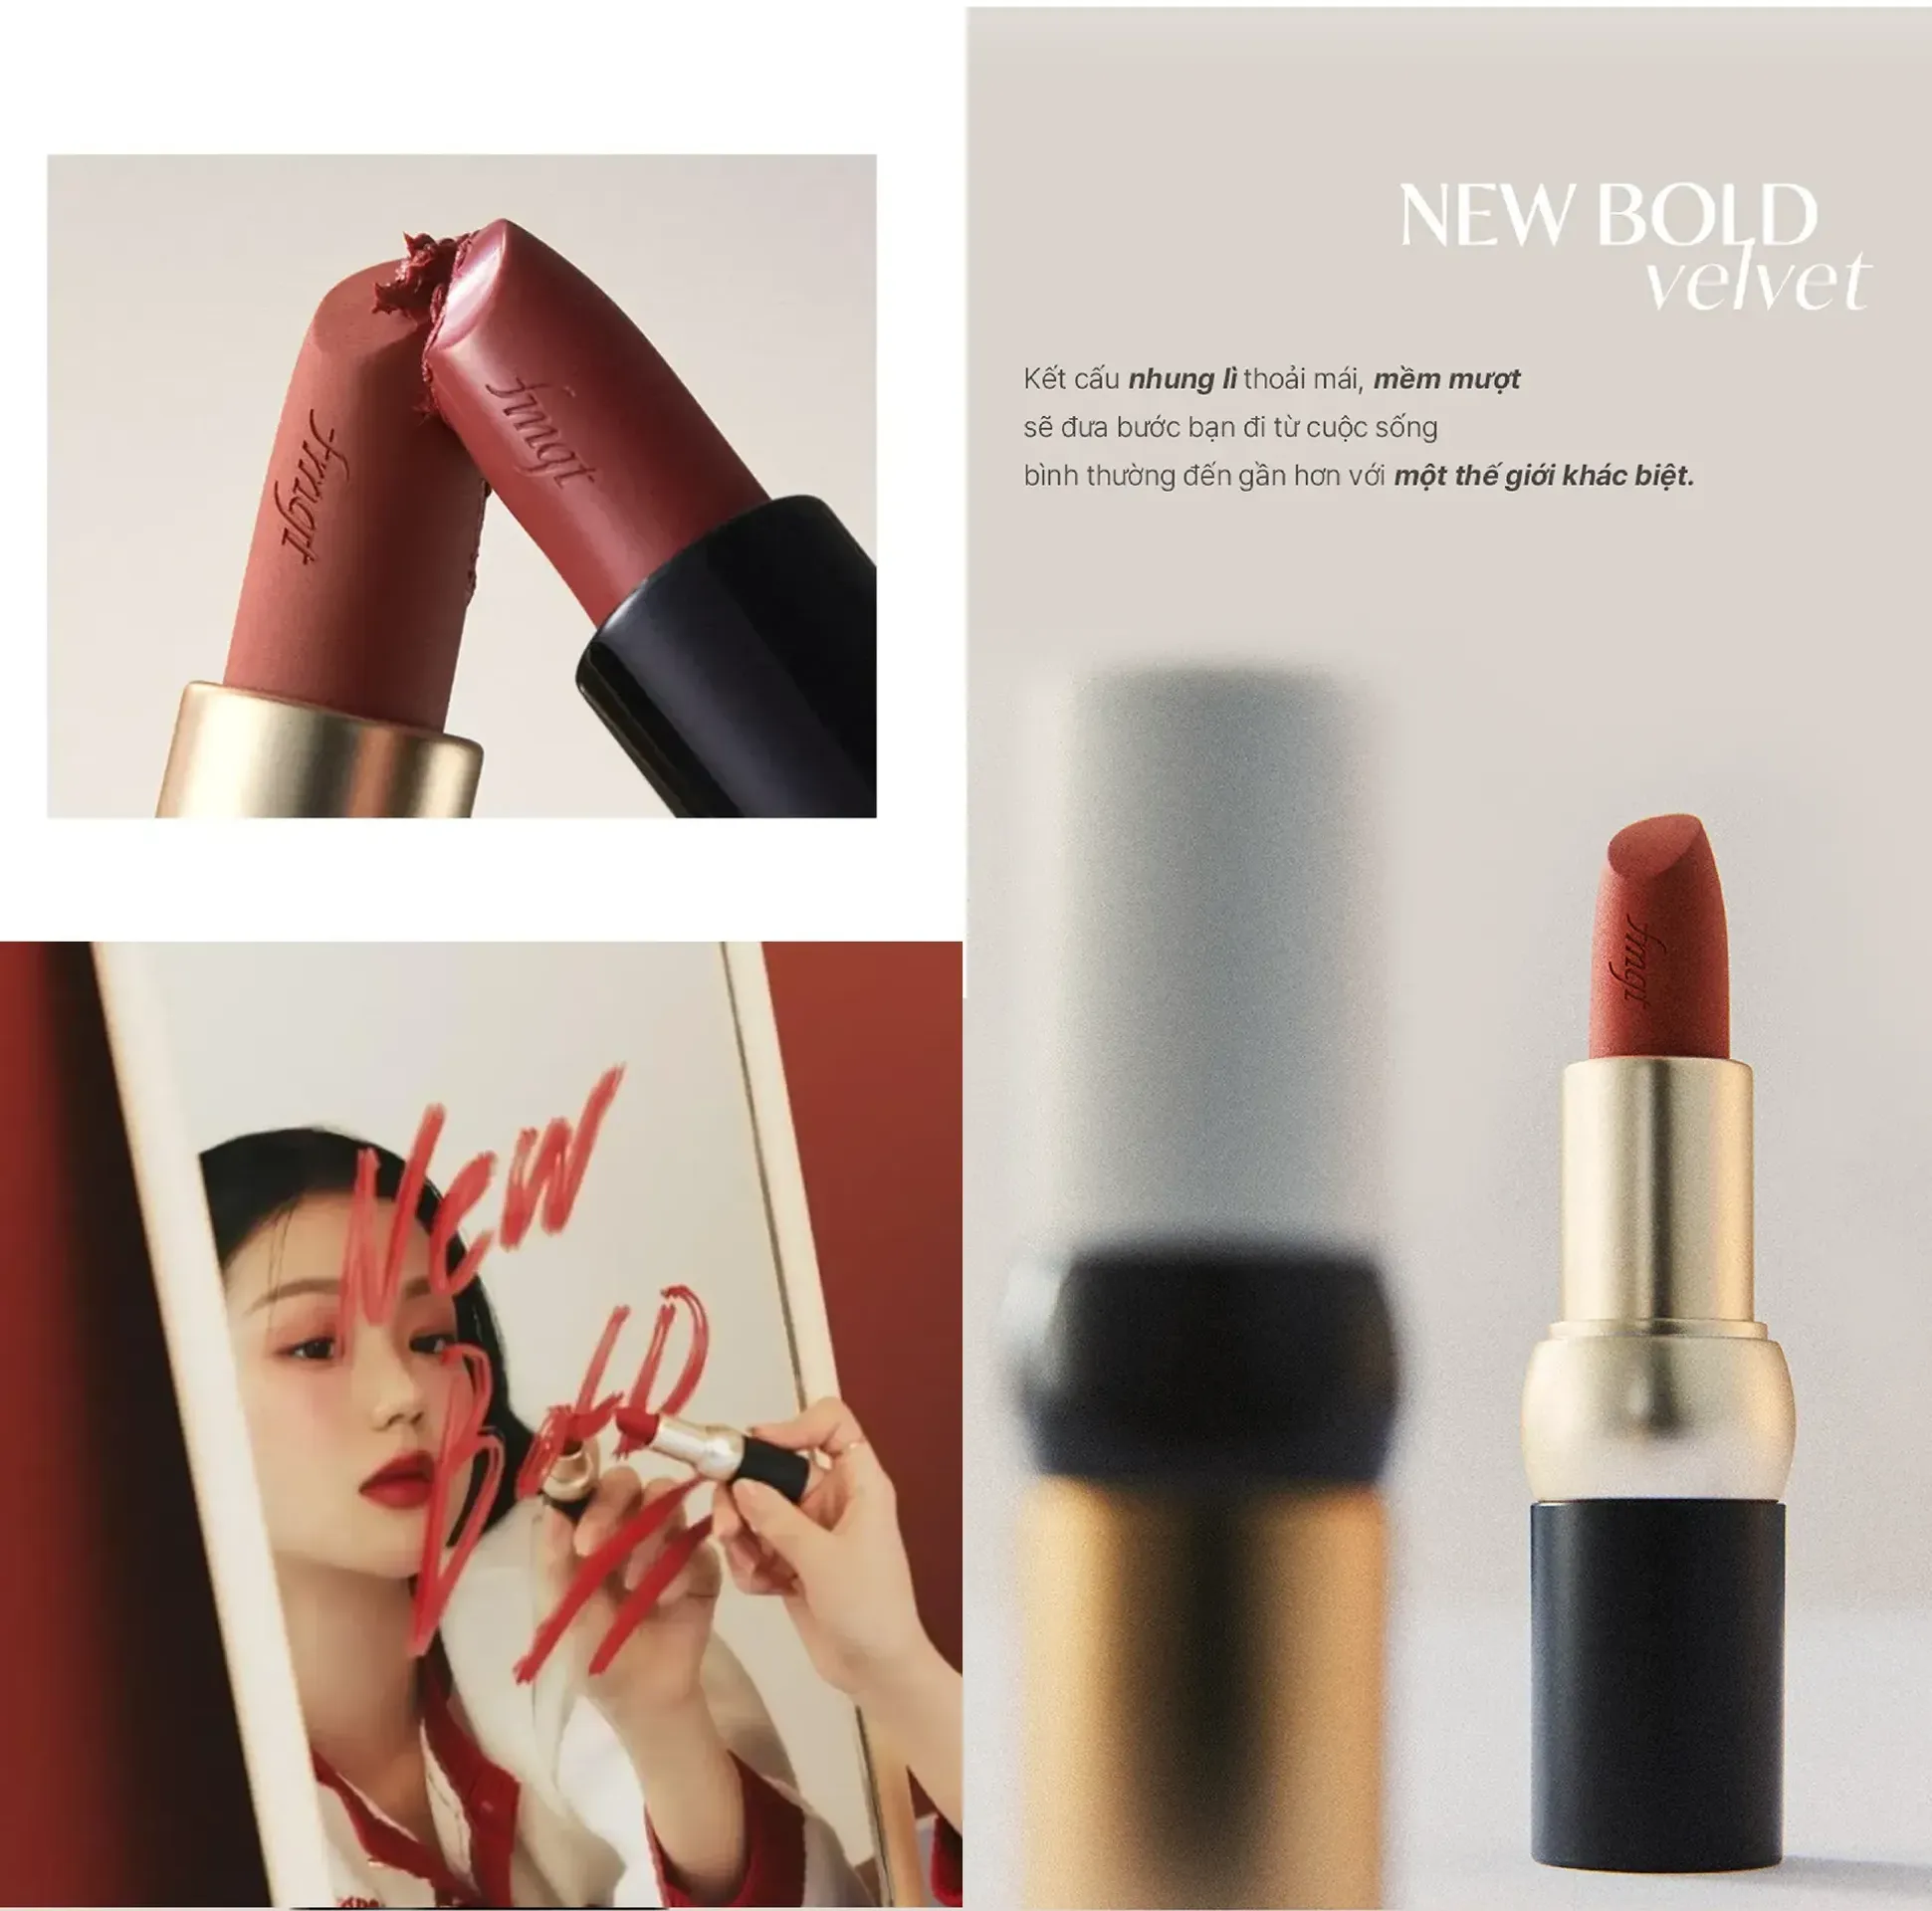 fmgt
fmgt
NEW BOLD
velvet
Kết cấu nhung lì thoải mái, mềm mượt
sẽ đưa bước bạn đi từ cuộc sống
bình thường đến gần hơn với một thế giới khác biệt.
fmgt
New
BolD